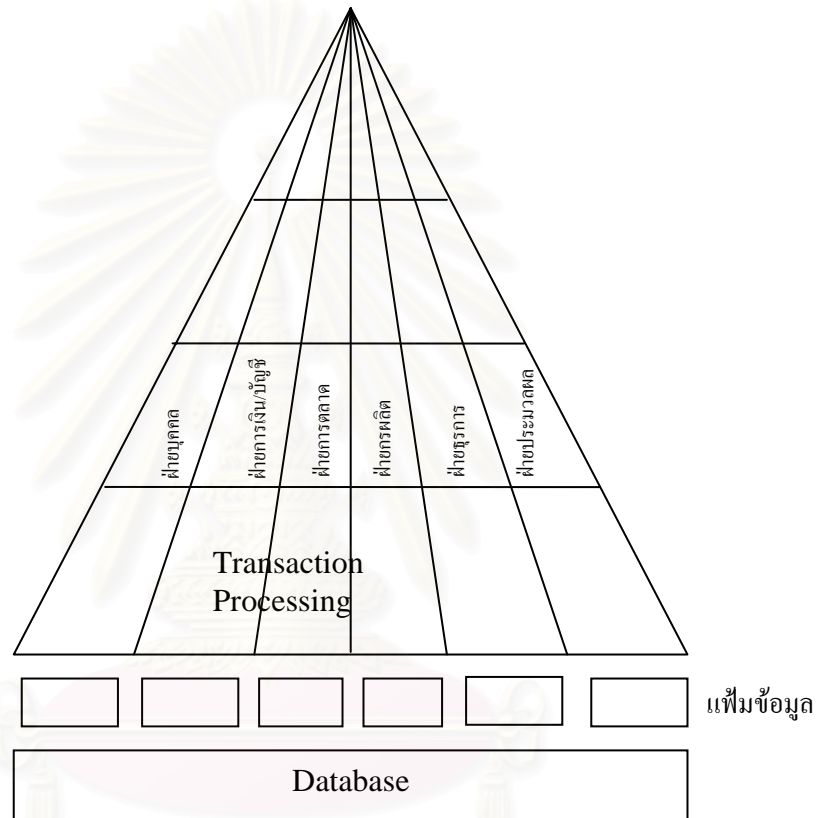 ฝ่ายบุคคล
ฝ่ายการเงิน/บัญชี
ฝ่ายการตลาด
ฝ่ายกรผลิต
ฝ่ายธุรการ
ฝ่ายประมวลผล
Transaction
Processing
แฟ้มข้อมูล
Database